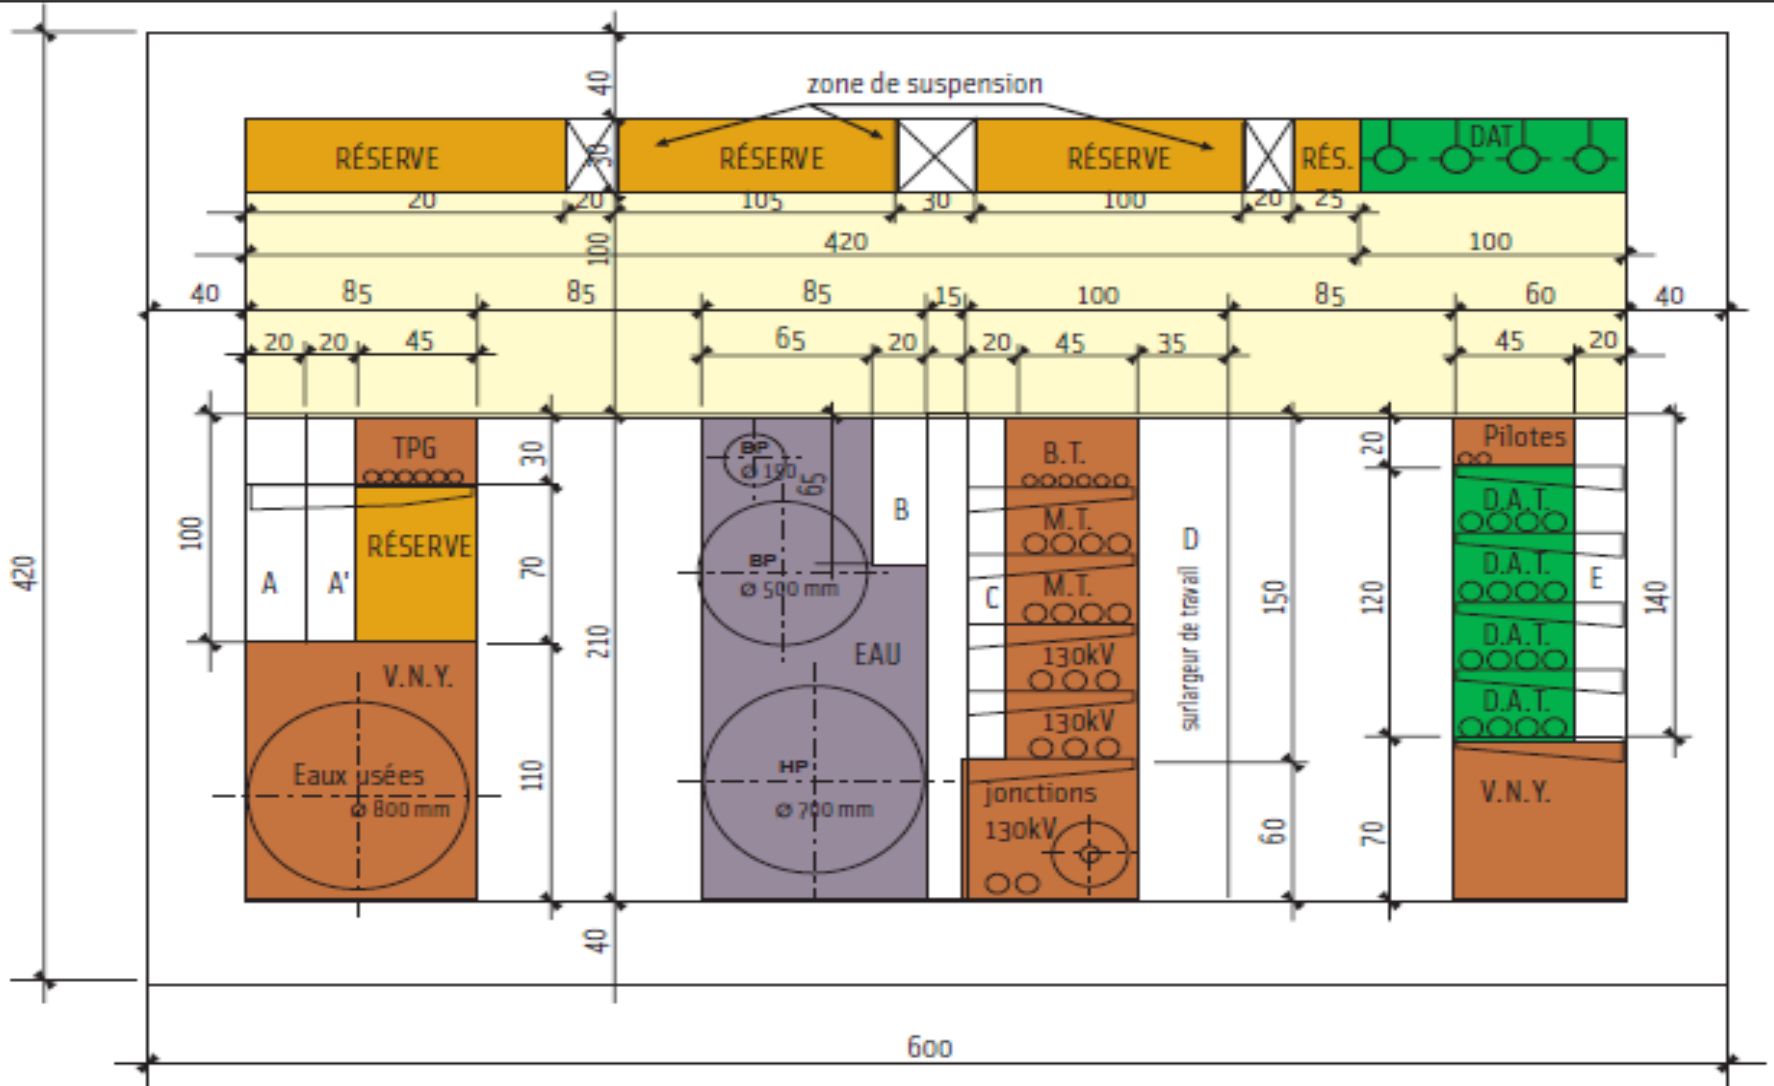 zone de suspension
40
RÉSERVE
30
RÉSERVE
RÉSERVE
RÉS.
DAT
20
20
105
30
100
20
25
100
420
100
40
85
85
85
15
100
85
60
40
20
20
45
65
20
20
45
35
45
20
420
100
TPG
30
RÉSERVE
70
A
A'
V.N.Y.
Eaux usées
Ø 800 mm
110
210
40
BP
Ø 150
65
B
BP
Ø 500 mm
EAU
HP
Ø 700 mm
B.T.
M.T.
M.T.
C
130kV
130kV
jonctions
130kV
D
surlargeur de travail
150
60
20
120
70
Pilotes
D.A.T.
D.A.T.
D.A.T.
D.A.T.
E
140
V.N.Y.
600